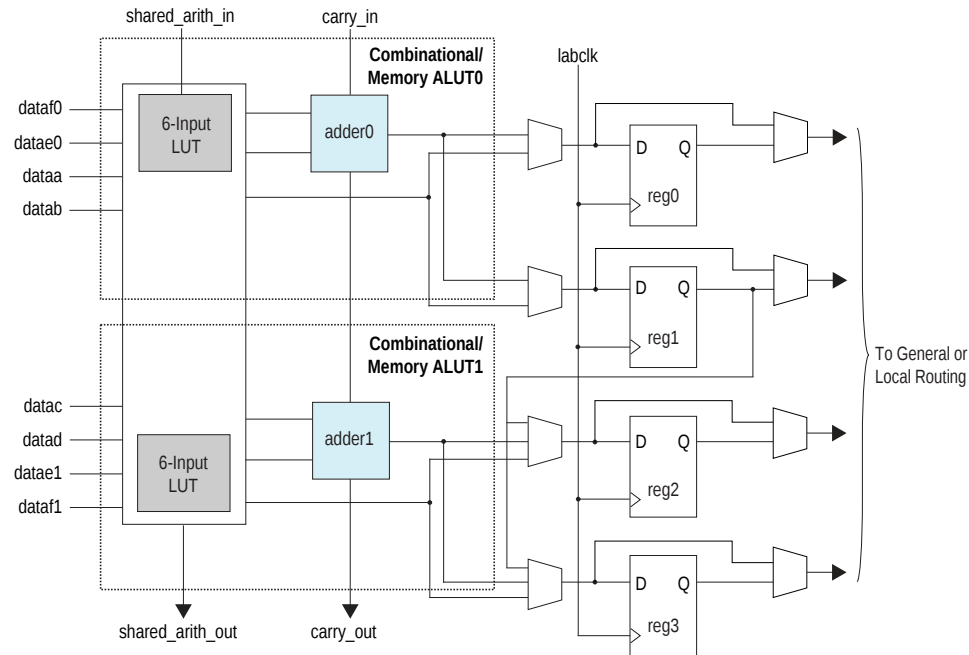 shared_arith_in
carry_in
Combinational/
Memory ALUT0
labclk
dataf0
datae0
dataa
datab
6-Input
LUT
adder0
D Q
reg0
D Q
reg1
Combinational/
Memory ALUT1
To General or
Local Routing
datac
datad
datae1
dataf1
6-Input
LUT
adder1
D Q
reg2
D Q
reg3
shared_arith_out
carry_out